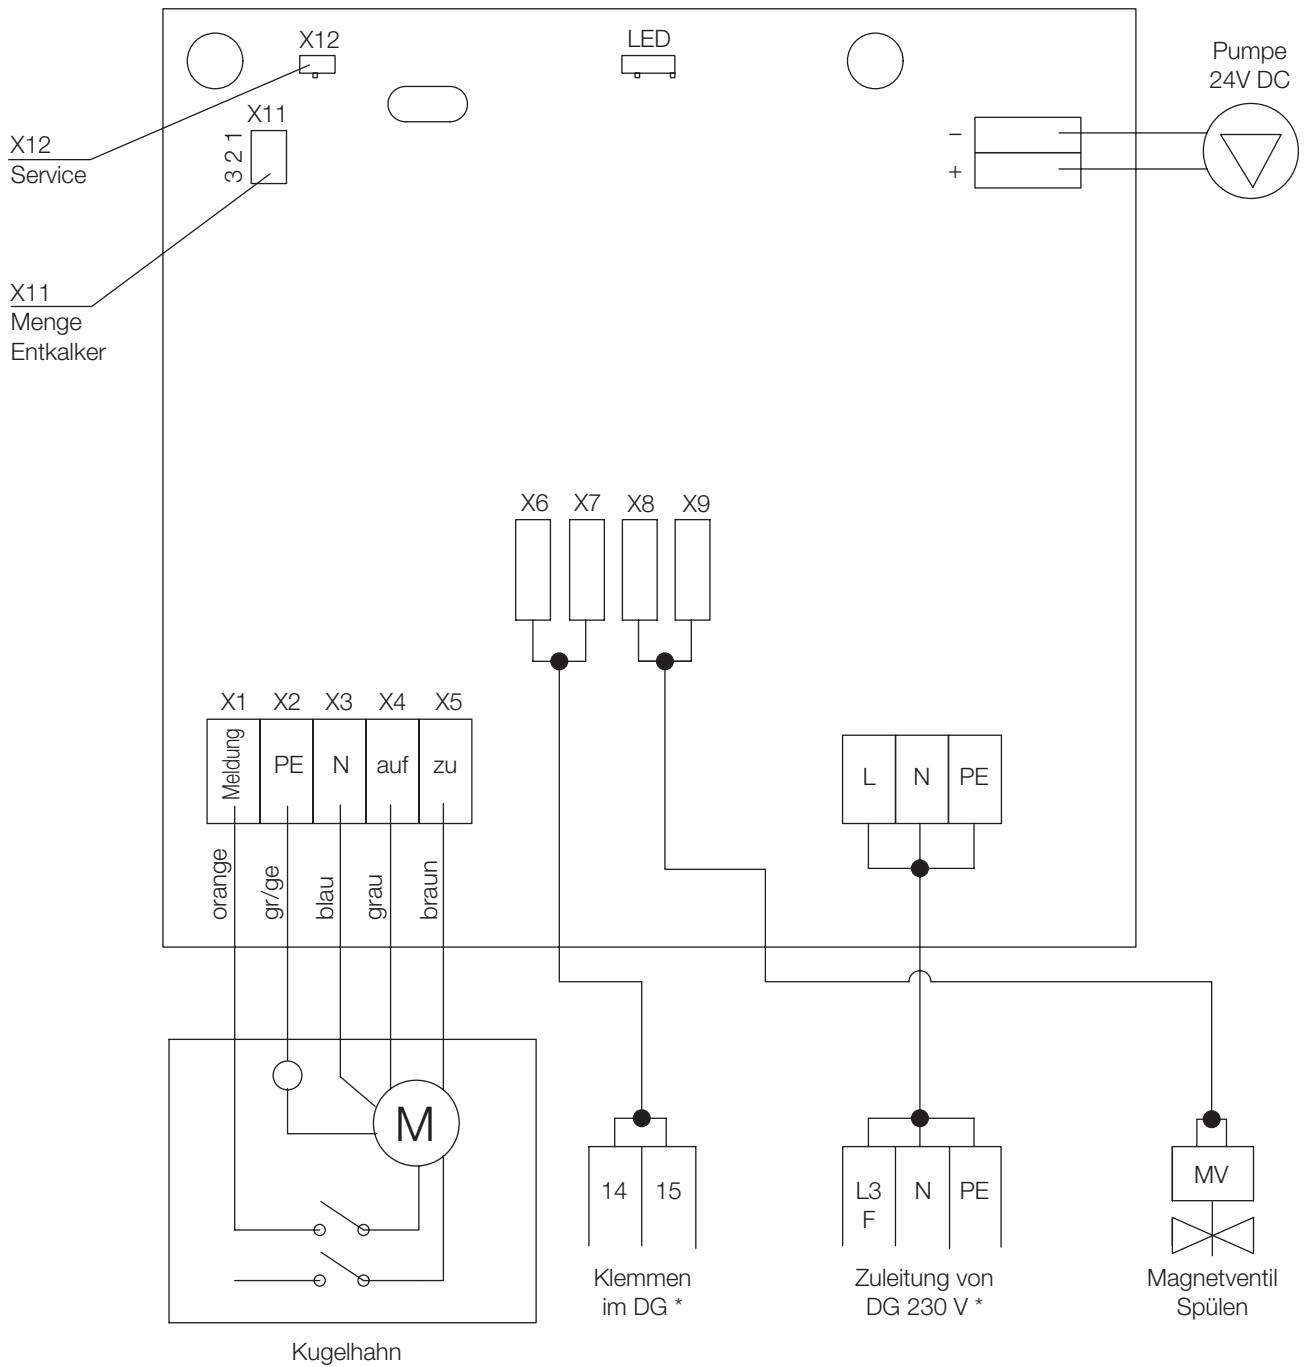 X12
LED
Pumpe
24V DC
X11
1
2
3
X12
Service
–
+
X11
Menge
Entkalker
X6 X7 X8 X9
X1 X2 X3 X4 X5
Meldung PE N auf zu
L N PE
orange gr/ge blau grau braun
M
14 15
L3 N PE
F
MV
Klemmen
im DG *
Zuleitung von
DG 230 V *
Magnetventil
Spülen
Kugelhahn